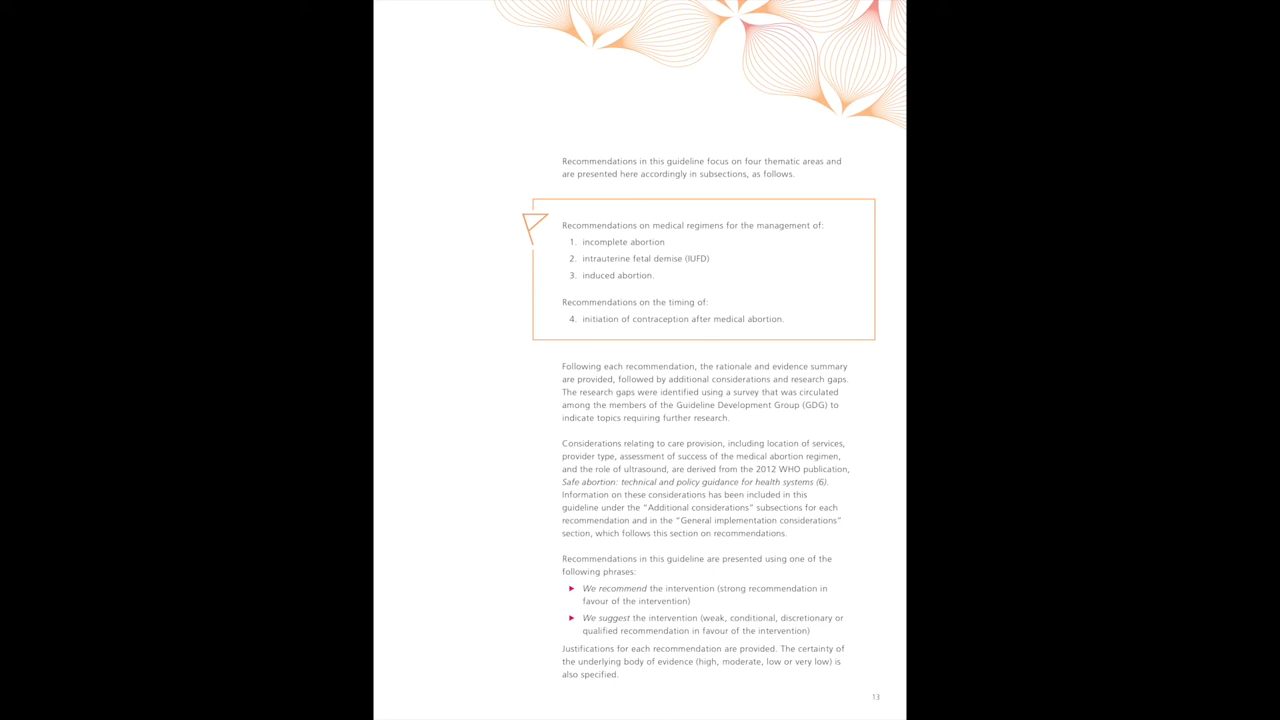 Recommendations in this guideline focus on four thematic areas and
are presented here accordingly in subsections, as follows.
Recommendations on medical regimens for the management of:
1. incomplete abortion
2. intrauterine fetal demise (IUFD)
3. induced abortion.
Recommendations on the timing of:
4. initiation of contraception after medical abortion.
Following each recommendation, the rationale and evidence summary
are provided, followed by additional considerations and research gaps.
The research gaps were identified using a survey that was circulated
among the members of the Guideline Development Group (GDG) to
indicate topics requiring further research.
Considerations relating to care provision, including location of services,
provider type, assessment of success of the medical abortion regimen,
and the role of ultrasound, are derived from the 2012 WHO publication,
Safe abortion: technical and policy guidance for health systems (6).
Information on these considerations has been included in this
guideline under the “Additional considerations” subsections for each
recommendation and in the “General implementation considerations”
section, which follows this section on recommendations.
Recommendations in this guideline are presented using one of the
following phrases:
► We recommend the intervention (strong recommendation in
favour of the intervention)
► We suggest the intervention (weak, conditional, discretionary or
qualified recommendation in favour of the intervention)
Justifications for each recommendation are provided. The certainty of
the underlying body of evidence (high, moderate, low or very low) is
also specified.
13